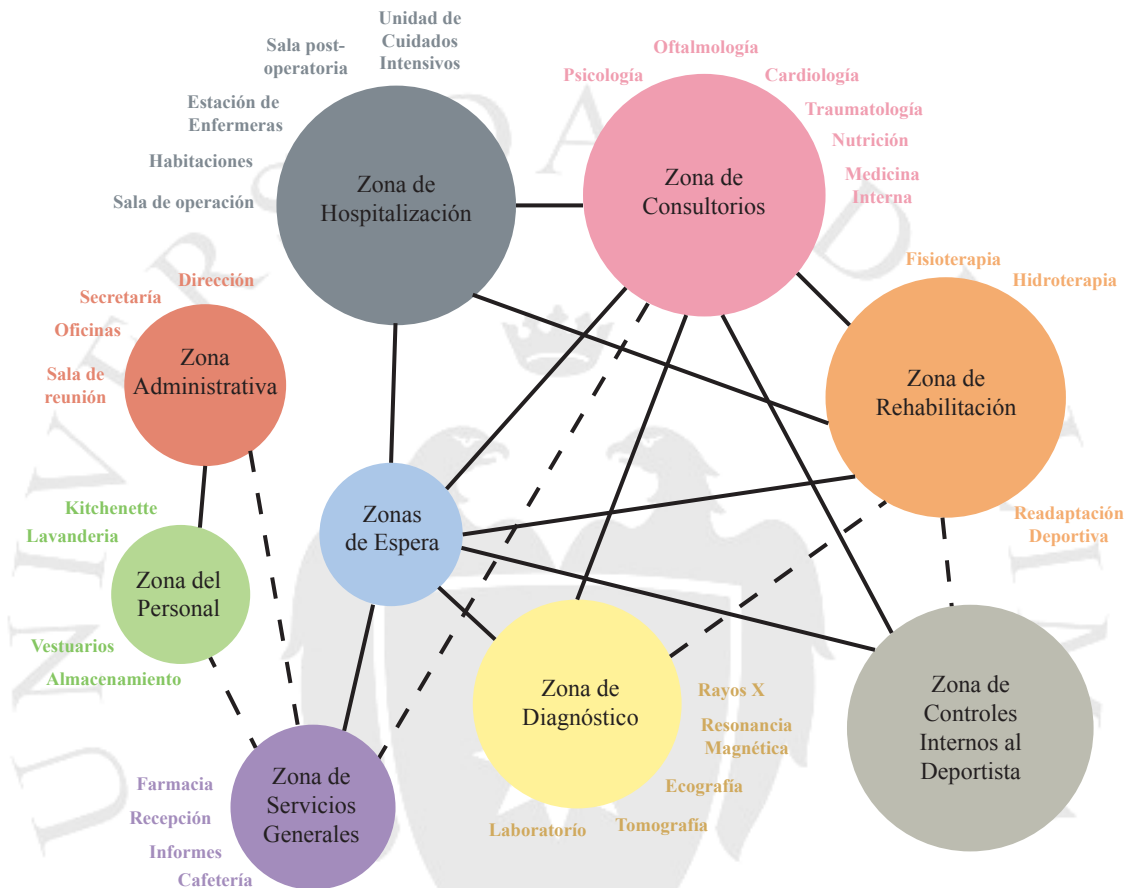 Unidad de
Cuidados
Intensivos
Sala post-
operatoria
Estación de
Enfermeras
Habitaciones
Sala de operación
Zona de
Hospitalización
Oftalmología
Psicología
Cardiología
Traumatología
Nutrición
Medicina
Interna
Zona de
Consultorios
Fisioterapia
Hidroterapia
Zona de
Rehabilitación
Readaptación
Deportiva
Dirección
Secretaría
Oficinas
Sala de
reunión
Zona
Administrativa
Kitchenette
Lavanderia
Zona del
Personal
Vestuarios
Almacenamiento
Zonas
de Espera
Zona de
Diagnóstico
Rayos X
Resonancia
Magnética
Ecografía
Tomografía
Laboratorío
Zona de
Controles
Internos al
Deportista
Zona de
Servicios
Generales
Farmacia
Recepción
Informes
Cafetería